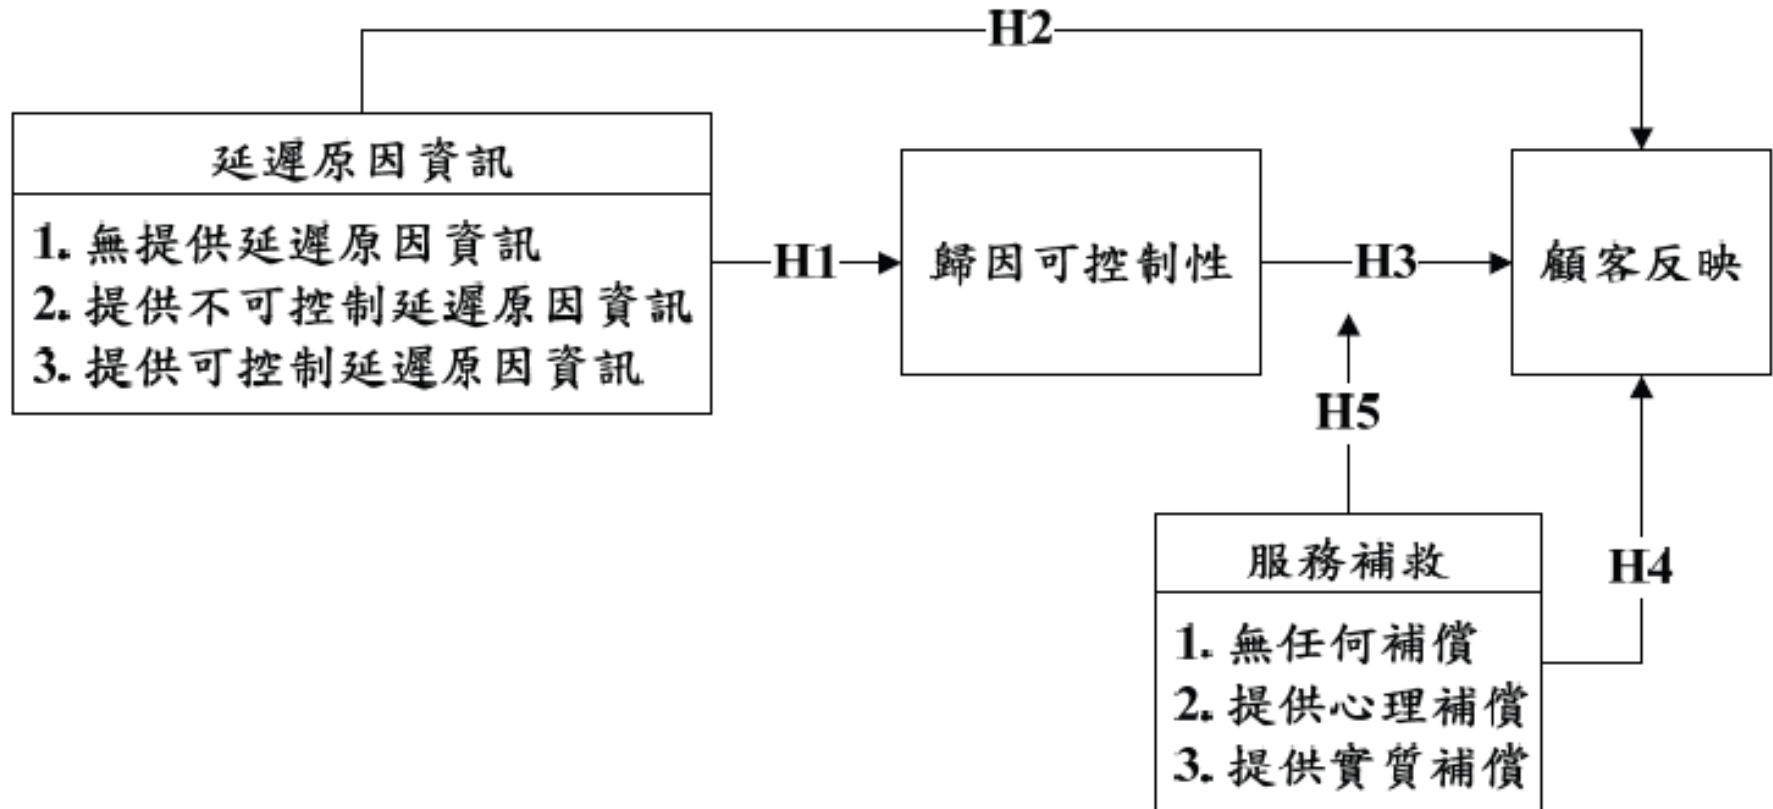 H2
延遲原因資訊
1. 無提供延遲原因資訊
2. 提供不可控制延遲原因資訊
3. 提供可控制延遲原因資訊
H1
歸因可控制性
H3
顧客反映
H5
H4
服務補救
1. 無任何補償
2. 提供心理補償
3. 提供實質補償